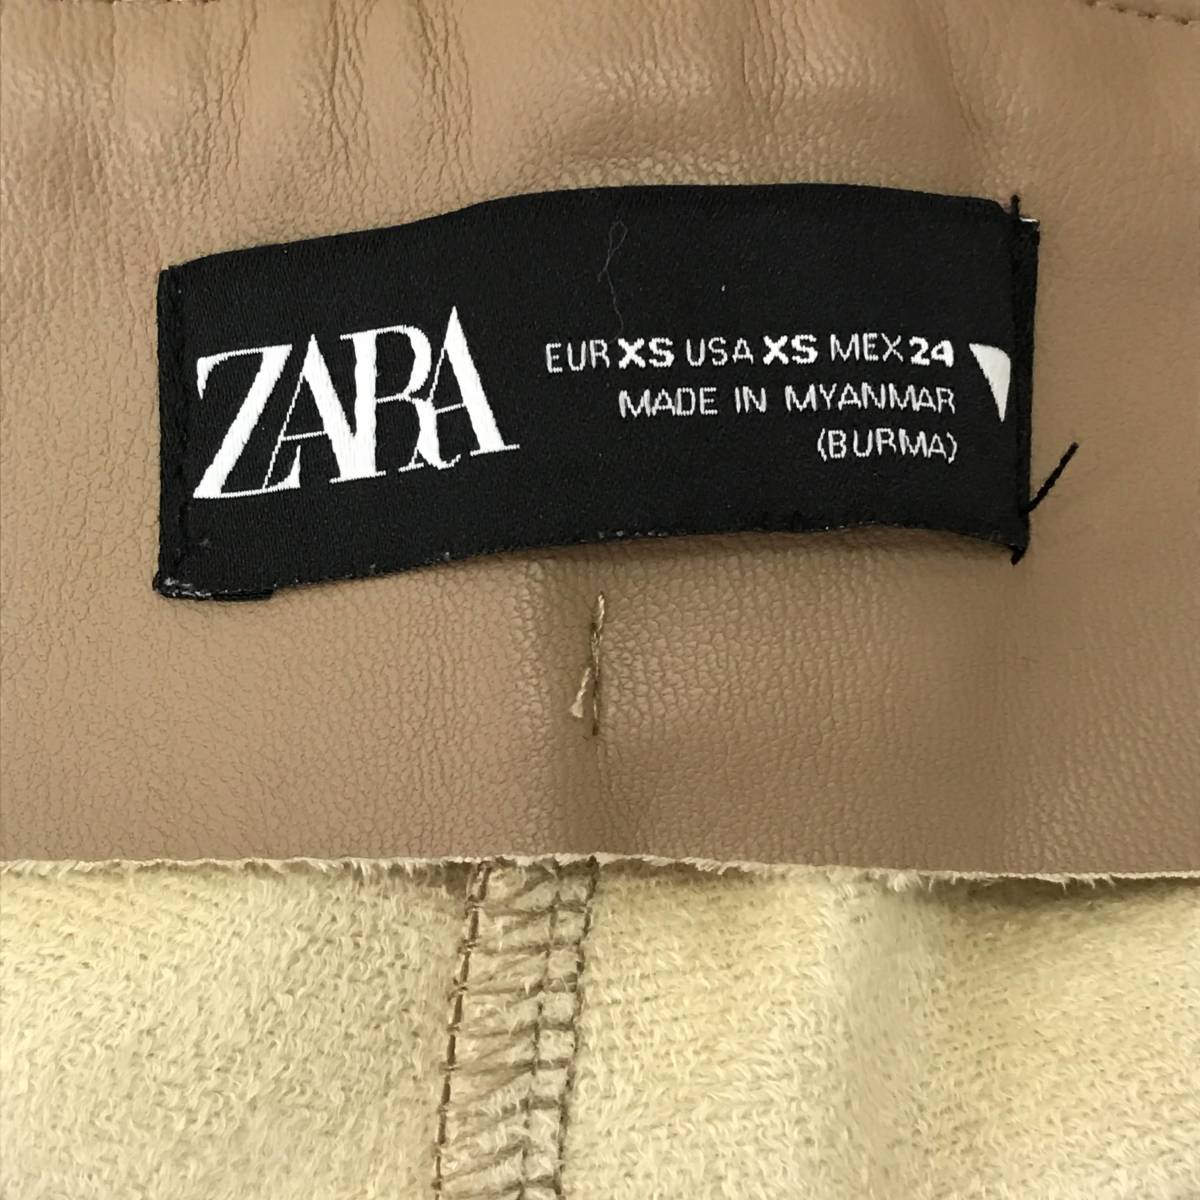 ZARA
EUR XS USA XS MEX 24
MADE IN MYANMAR
(BURMA)